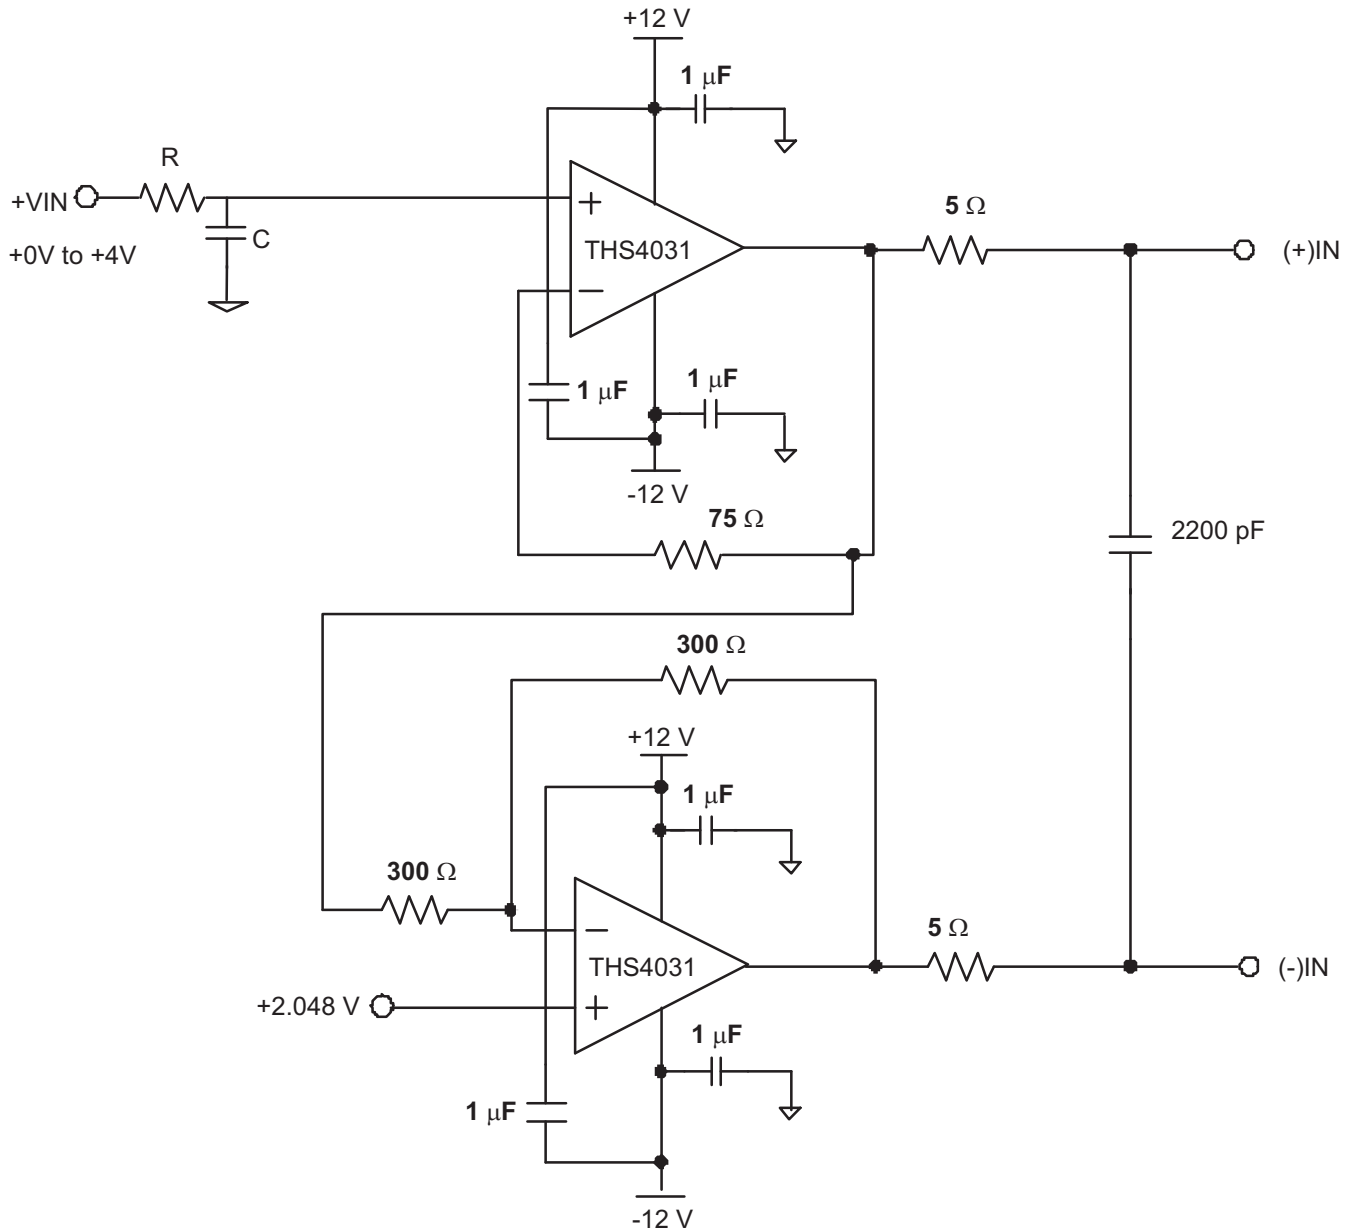 +12 V
1 μF
R
+VIN
C
+0V to +4V
+
THS4031
−
5 Ω
(+)IN
1 μF
1 μF
-12 V
75 Ω
2200 pF
300 Ω
+12 V
1 μF
300 Ω
−
THS4031
+
5 Ω
(-)IN
+2.048 V
1 μF
1 μF
-12 V